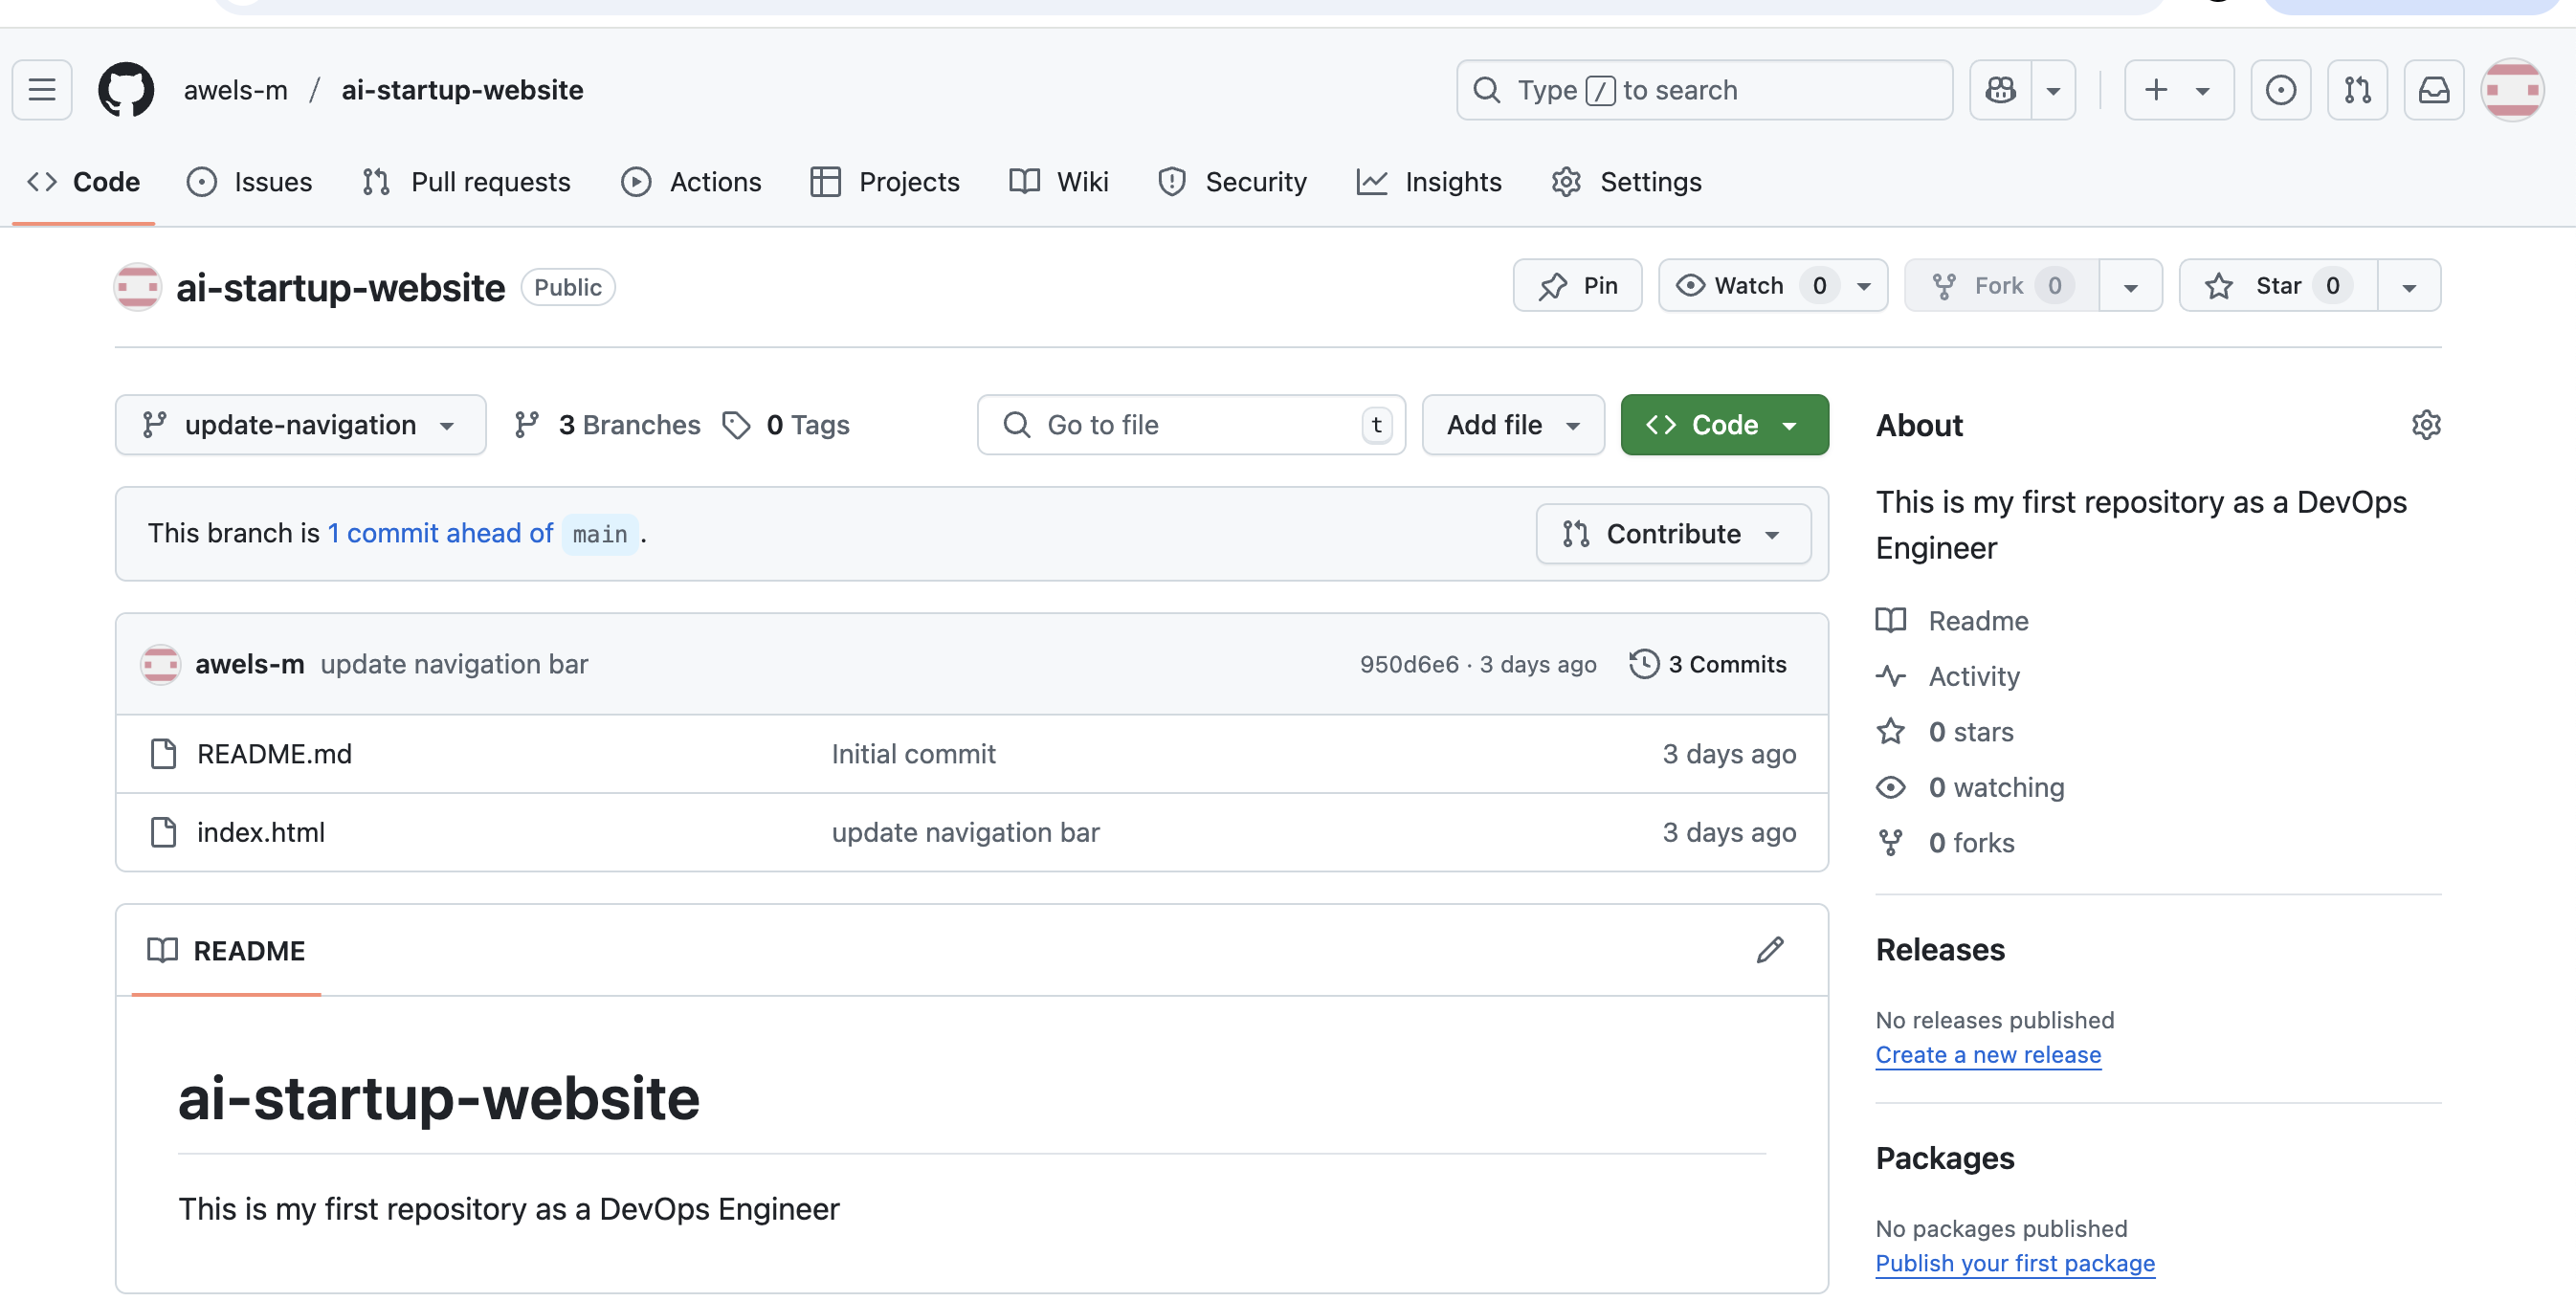 awels-m / ai-startup-website
Type / to search
Code Issues Pull requests Actions Projects Wiki Security Insights Settings
ai-startup-website Public
Pin Watch 0 Fork 0 Star 0
update-navigation 3 Branches 0 Tags
Go to file t Add file Code
This branch is 1 commit ahead of main .
Contribute
awels-m update navigation bar 950d6e6 · 3 days ago 3 Commits
README.md Initial commit 3 days ago
index.html update navigation bar 3 days ago
README
ai-startup-website
This is my first repository as a DevOps Engineer
About
This is my first repository as a DevOps
Engineer
Readme
Activity
0 stars
0 watching
0 forks
Releases
No releases published
Create a new release
Packages
No packages published
Publish your first package